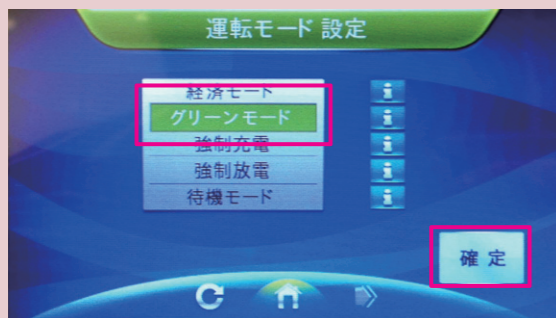 運転モード 設定
経済モード
グリーンモード
強制充電
強制放電
待機モード
確定